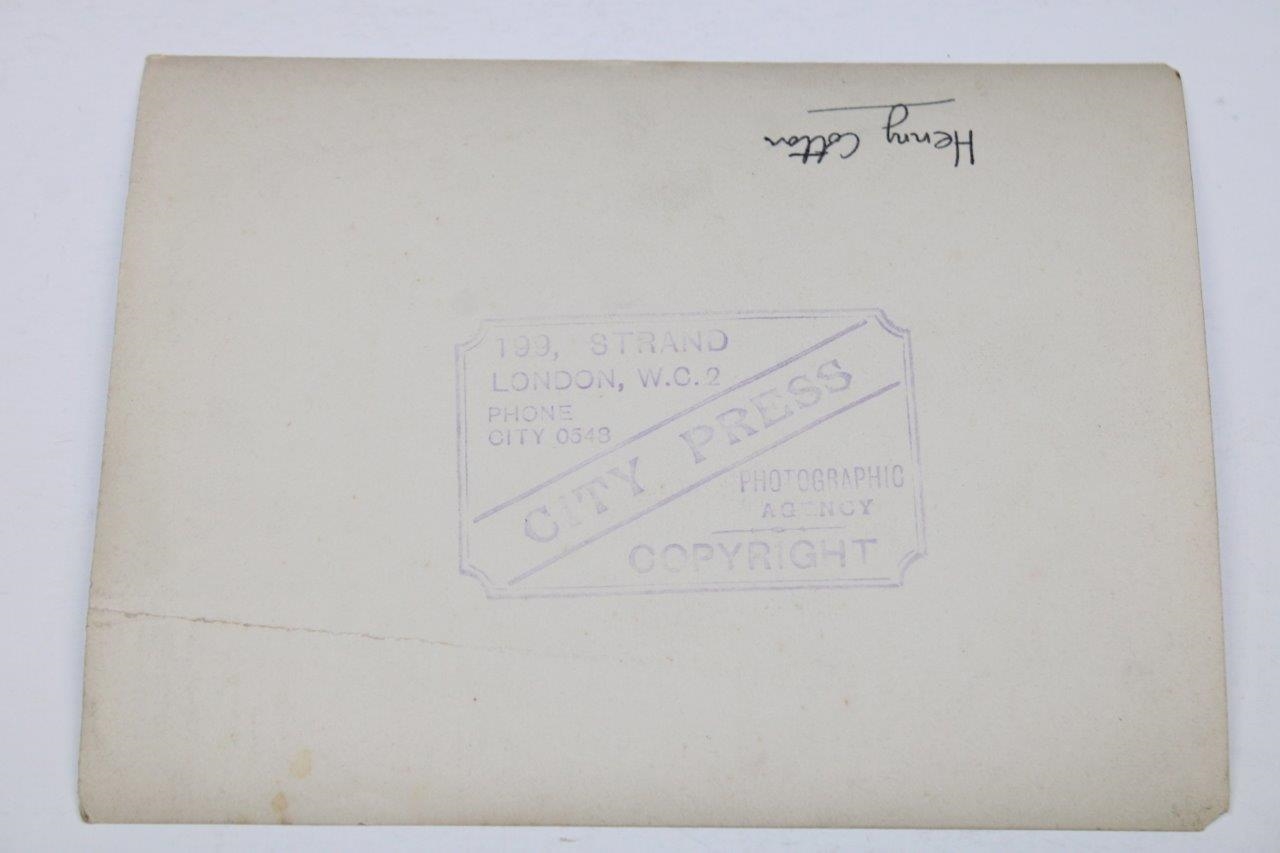 Henry Cotton
199, STRAND
LONDON, W.C.2
PHONE
CITY 0548
CITY PRESS
PHOTOGRAPHIC
AGENCY
COPYRIGHT